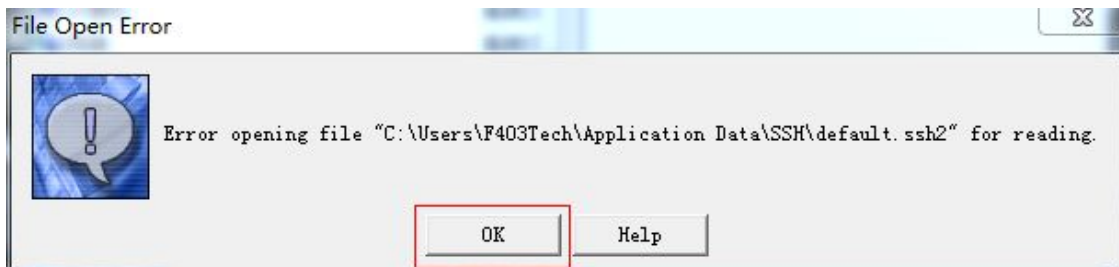 File Open Error
Error opening file "C:\Users\F403Tech\Application Data\SSH\default.ssh2" for reading.
OK
Help